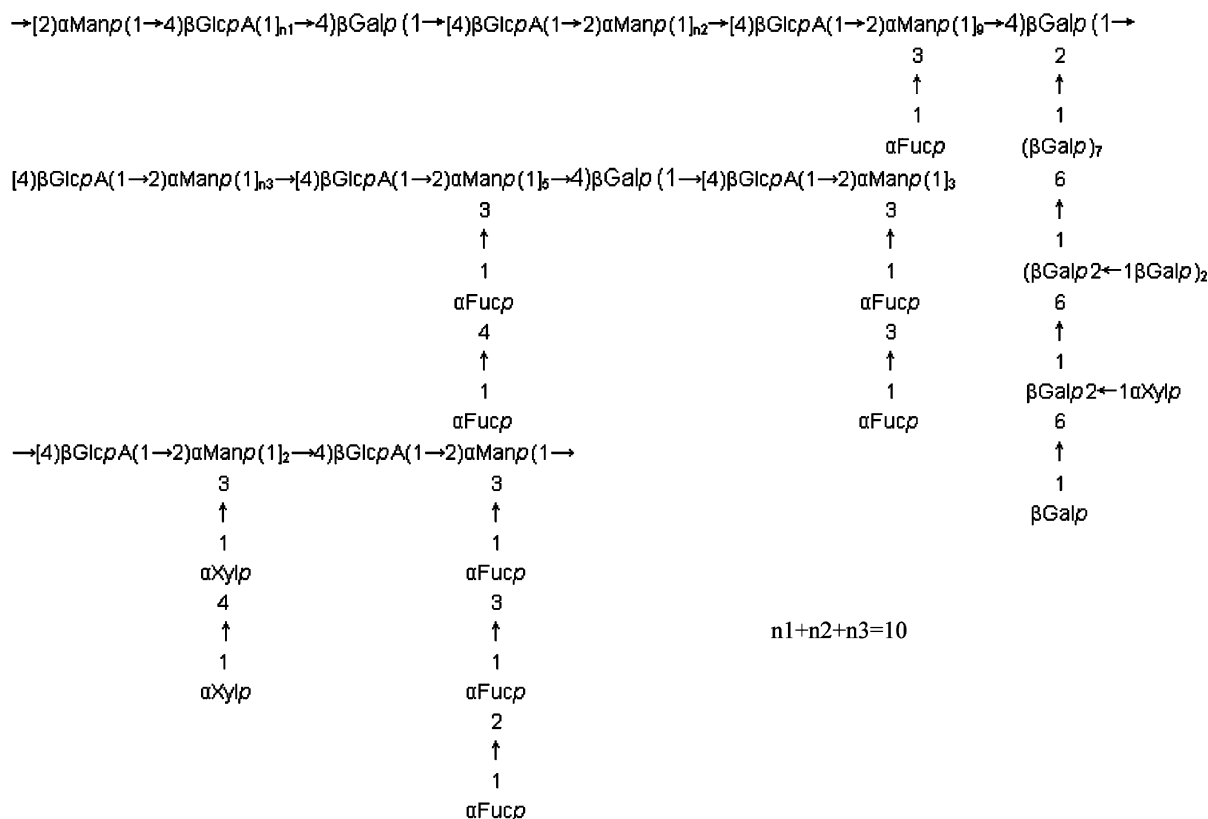 →[2)αManp(1→4)βGlcpA(1]n1→4)βGalp(1→[4)βGlcpA(1→2)αManp(1]n2→[4)βGlcpA(1→2)αManp(1]9→4)βGalp(1→
3 2
↑ ↑
1 1
αFucp (βGalp)7
[4)βGlcpA(1→2)αManp(1]n3→[4)βGlcpA(1→2)αManp(1]5→4)βGalp(1→[4)βGlcpA(1→2)αManp(1]3 6
3 3 ↑
↑ ↑ 1
1 1 (βGalp2←1βGalp)2
αFucp αFucp 6
4 3 ↑
↑ ↑ 1
1 1 βGalp2←1αXylp
αFucp αFucp 6
→[4)βGlcpA(1→2)αManp(1]2→4)βGlcpA(1→2)αManp(1→ ↑
3 3 1
↑ ↑ βGalp
1 1
αXylp αFucp
4 3
↑ ↑ n1+n2+n3=10
1 1
αXylp αFucp
2
↑
1
αFucp